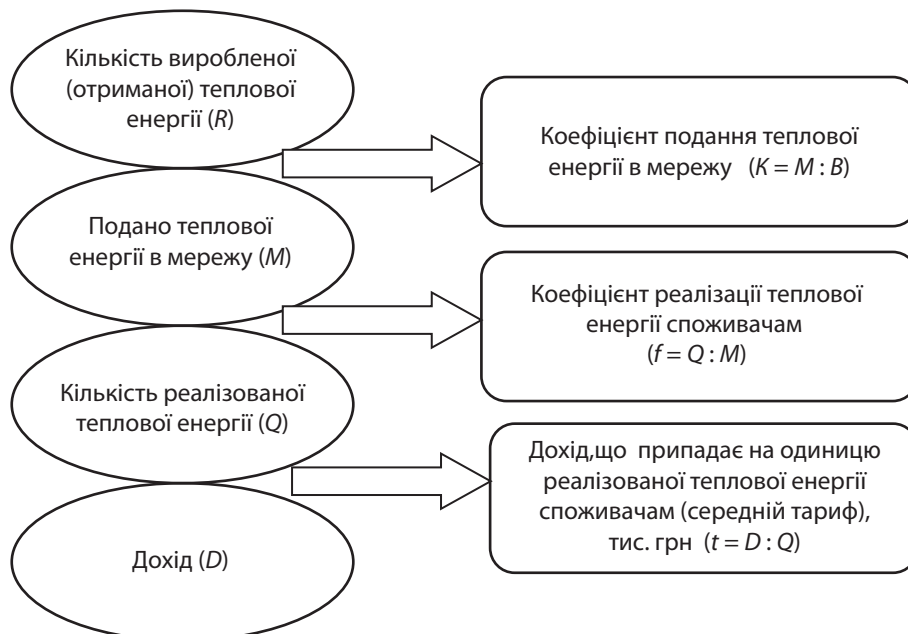 Кількість виробленої
(отриманої) теплової
енергії (R)
Коефіцієнт подання теплової
енергії в мережу (K = M : B)
Подано теплової
енергії в мережу (M)
Коефіцієнт реалізації теплової
енергії споживачам
(f = Q : M)
Кількість реалізованої
теплової енергії (Q)
Дохід,що припадає на одиницю
реалізованої теплової енергії
споживачам (середній тариф),
тис. грн (t = D : Q)
Дохід (D)